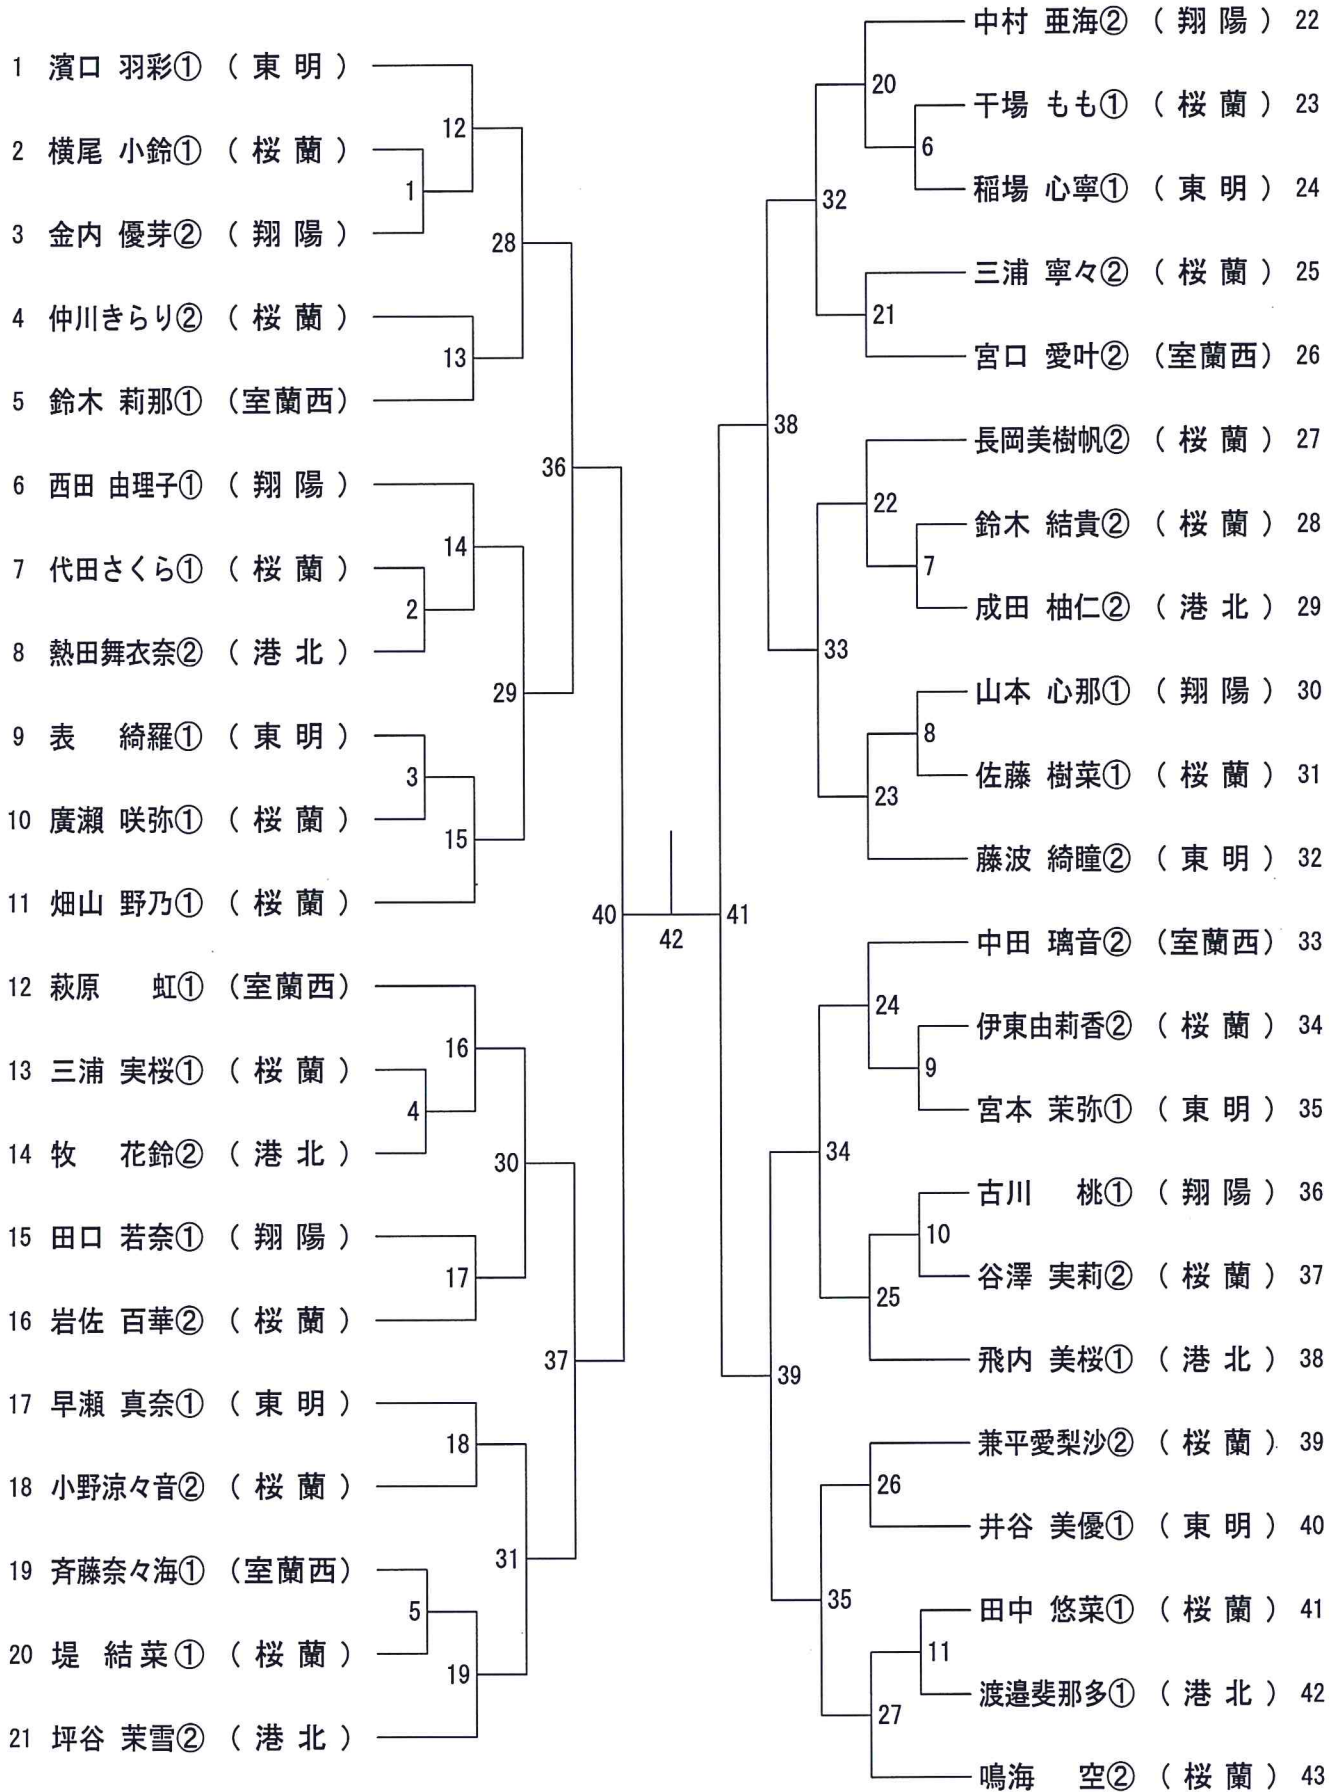 1 濱口 羽彩① （ 東 明 ）
2 横尾 小鈴① （ 桜 蘭 ）
3 金内 優芽② （ 翔 陽 ）
4 仲川きらり② （ 桜 蘭 ）
5 鈴木 莉那① （室蘭西）
6 西田 由理子① （ 翔 陽 ）
7 代田さくら① （ 桜 蘭 ）
8 熱田舞衣奈② （ 港 北 ）
9 表 綺羅① （ 東 明 ）
10 廣瀬 咲弥① （ 桜 蘭 ）
11 畑山 野乃① （ 桜 蘭 ）
12 萩原 虹① （室蘭西）
13 三浦 実桜① （ 桜 蘭 ）
14 牧 花鈴② （ 港 北 ）
15 田口 若奈① （ 翔 陽 ）
16 岩佐 百華② （ 桜 蘭 ）
17 早瀬 真奈① （ 東 明 ）
18 小野涼々音② （ 桜 蘭 ）
19 斉藤奈々海① （室蘭西）
20 堤 結菜① （ 桜 蘭 ）
21 坪谷 茉雪② （ 港 北 ）
1
2
3
4
5
12
13
14
15
16
17
18
19
28
29
30
31
36
37
40
42
41
38
39
32
33
34
35
20
21
22
23
24
25
26
27
6
7
8
9
10
11
中村 亜海② （ 翔 陽 ） 22
干場 もも① （ 桜 蘭 ） 23
稲場 心寧① （ 東 明 ） 24
三浦 寧々② （ 桜 蘭 ） 25
宮口 愛叶② （室蘭西） 26
長岡美樹帆② （ 桜 蘭 ） 27
鈴木 結貴② （ 桜 蘭 ） 28
成田 柚仁② （ 港 北 ） 29
山本 心那① （ 翔 陽 ） 30
佐藤 樹菜① （ 桜 蘭 ） 31
藤波 綺瞳② （ 東 明 ） 32
中田 璃音② （室蘭西） 33
伊東由莉香② （ 桜 蘭 ） 34
宮本 茉弥① （ 東 明 ） 35
古川 桃① （ 翔 陽 ） 36
谷澤 実莉② （ 桜 蘭 ） 37
飛内 美桜① （ 港 北 ） 38
兼平愛梨沙② （ 桜 蘭 ） 39
井谷 美優① （ 東 明 ） 40
田中 悠菜① （ 桜 蘭 ） 41
渡邉斐那多① （ 港 北 ） 42
鳴海 空② （ 桜 蘭 ） 43